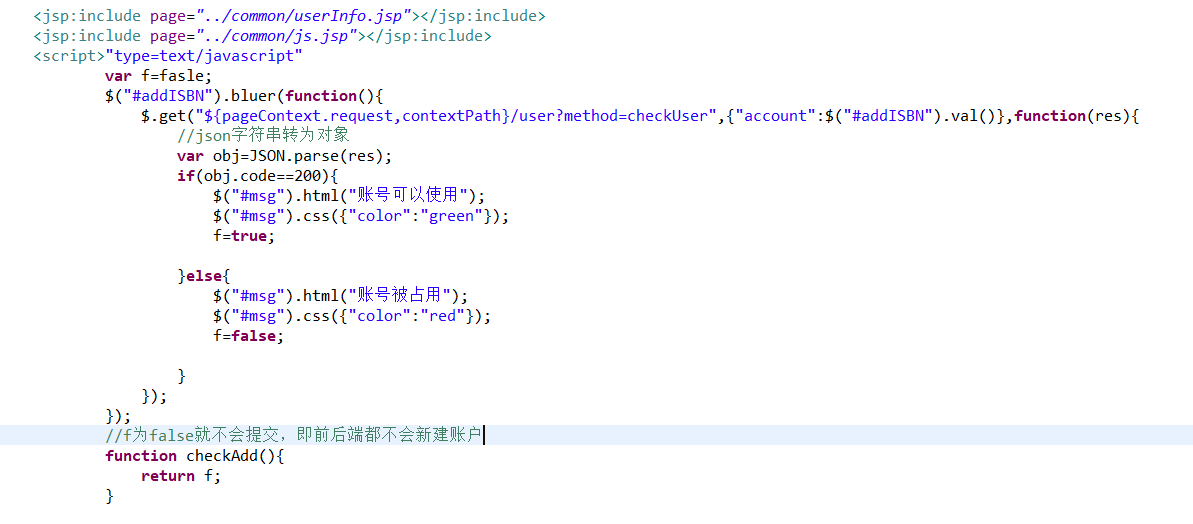 <jsp:include page="../common/userInfo.jsp"></jsp:include>
<jsp:include page="../common/js.jsp"></jsp:include>
<script>"type=text/javascript"
var f=fasle;
$("#addISBN").bluer(function(){
$.get("${pageContext.request,contextPath}/user?method=checkUser",{"account":$("#addISBN").val()},function(res){
//json字符串转为对象
var obj=JSON.parse(res);
if(obj.code==200){
$("#msg").html("账号可以使用");
$("#msg").css({"color":"green"});
f=true;
}else{
$("#msg").html("账号被占用");
$("#msg").css({"color":"red"});
f=false;
}
});
});
//f为false就不会提交，即前后端都不会新建账户
function checkAdd(){
return f;
}